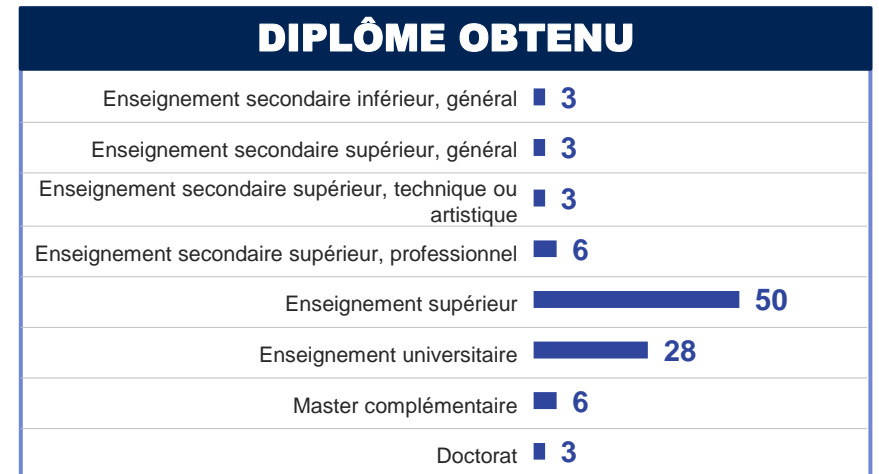 DIPLÔME OBTENU
Enseignement secondaire inférieur, général 3
Enseignement secondaire supérieur, général 3
Enseignement secondaire supérieur, technique ou
artistique 3
Enseignement secondaire supérieur, professionnel 6
Enseignement supérieur 50
Enseignement universitaire 28
Master complémentaire 6
Doctorat 3